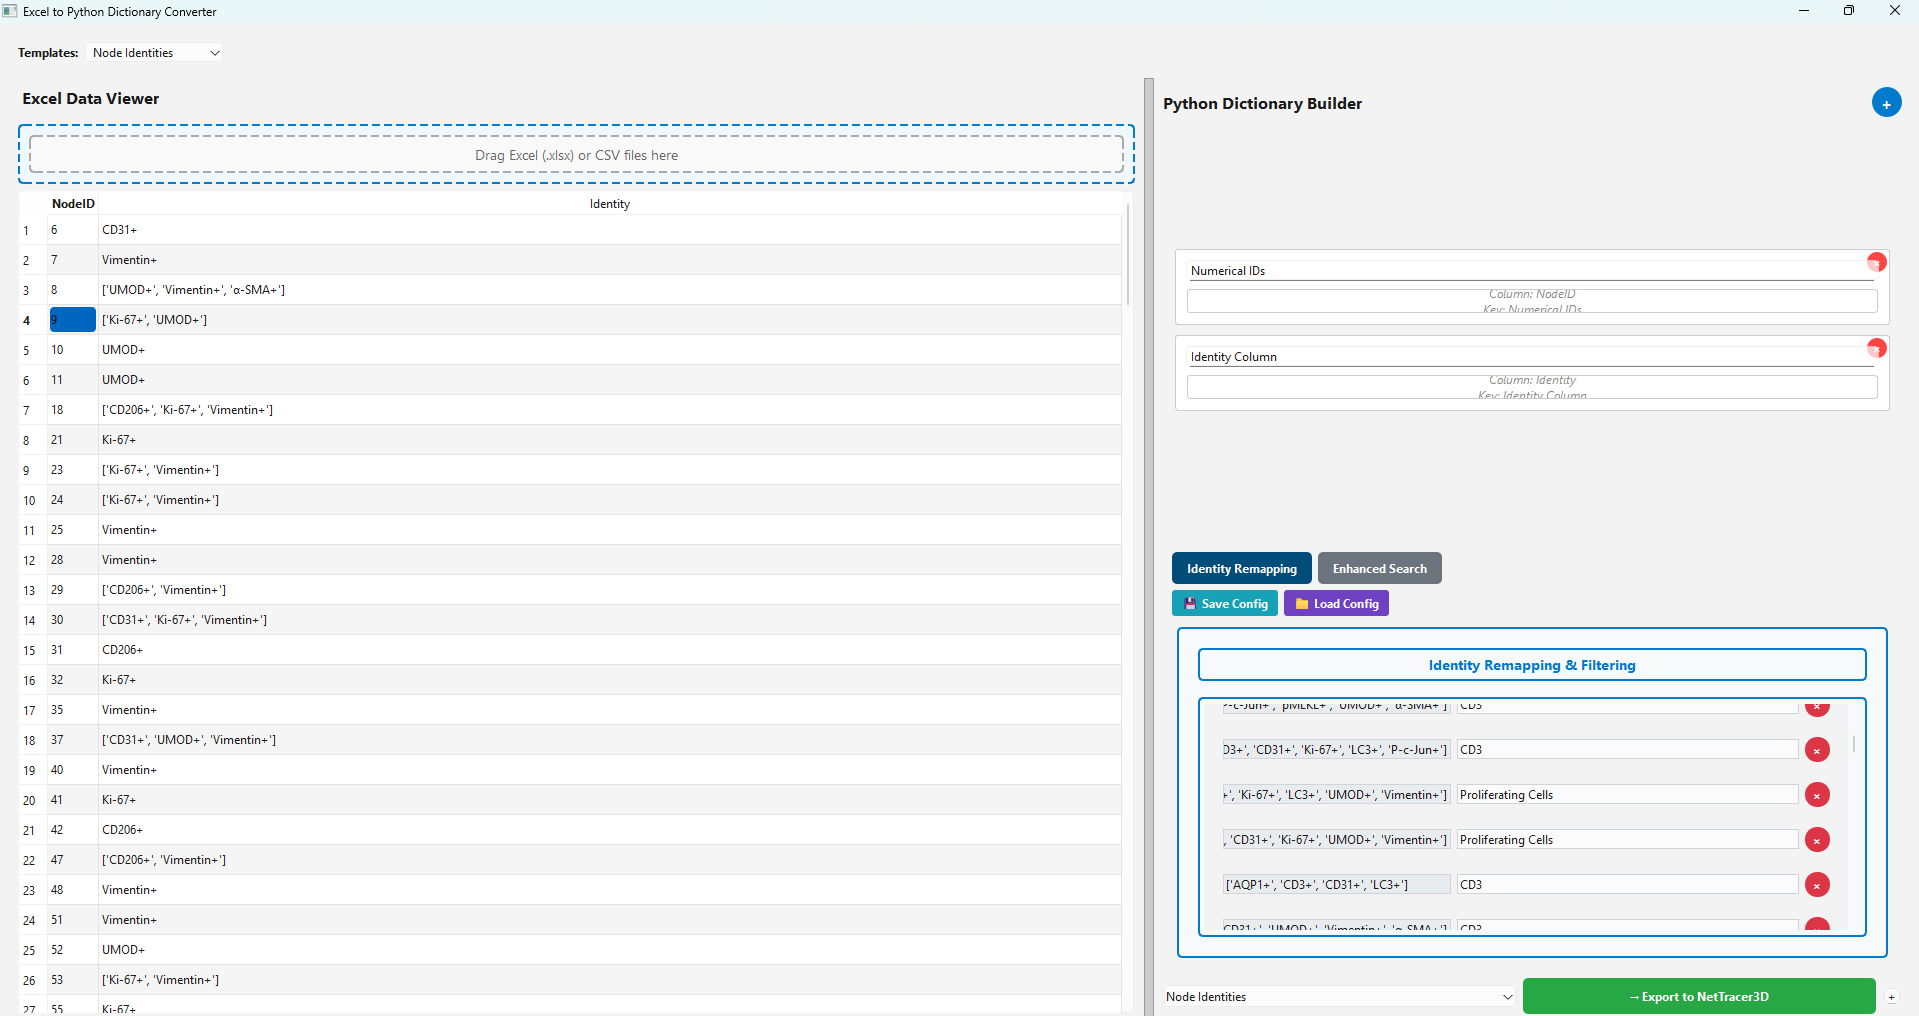 Excel to Python Dictionary Converter
Templates: Node Identities
Excel Data Viewer
Drag Excel (.xlsx) or CSV files here
NodeID Identity
1 6 CD31+
2 7 Vimentin+
3 8 ['UMOD+', 'Vimentin+', 'α-SMA+']
4 9 ['Ki-67+', 'UMOD+']
5 10 UMOD+
6 11 UMOD+
7 18 ['CD206+', 'Ki-67+', 'Vimentin+']
8 21 Ki-67+
9 23 ['Ki-67+', 'Vimentin+']
10 24 ['Ki-67+', 'Vimentin+']
11 25 Vimentin+
12 28 Vimentin+
13 29 ['CD206+', 'Vimentin+']
14 30 ['CD31+', 'Ki-67+', 'Vimentin+']
15 31 CD206+
16 32 Ki-67+
17 35 Vimentin+
18 37 ['CD31+', 'UMOD+', 'Vimentin+']
19 40 Vimentin+
20 41 Ki-67+
21 42 CD206+
22 47 ['CD206+', 'Vimentin+']
23 48 Vimentin+
24 51 Vimentin+
25 52 UMOD+
26 53 ['Ki-67+', 'Vimentin+']
27 55 Ki-67+
Python Dictionary Builder
+
Numerical IDs
Column: NodeID
Key: Numerical IDs
Identity Column
Column: Identity
Key: Identity Column
Identity Remapping Enhanced Search
Save Config Load Config
Identity Remapping & Filtering
'UMOD+', 'α-SMA+'] CD3
D3+', 'CD31+', 'Ki-67+', 'LC3+', 'P-c-Jun+'] CD3
+', 'Ki-67+', 'LC3+', 'UMOD+', 'Vimentin+'] Proliferating Cells
, 'CD31+', 'Ki-67+', 'UMOD+', 'Vimentin+'] Proliferating Cells
['AQP1+', 'CD3+', 'CD31+', 'LC3+'] CD3
CD31+', 'UMOD+', 'Vimentin+', 'α-SMA+'] CD3
Node Identities
→ Export to NetTracer3D
+